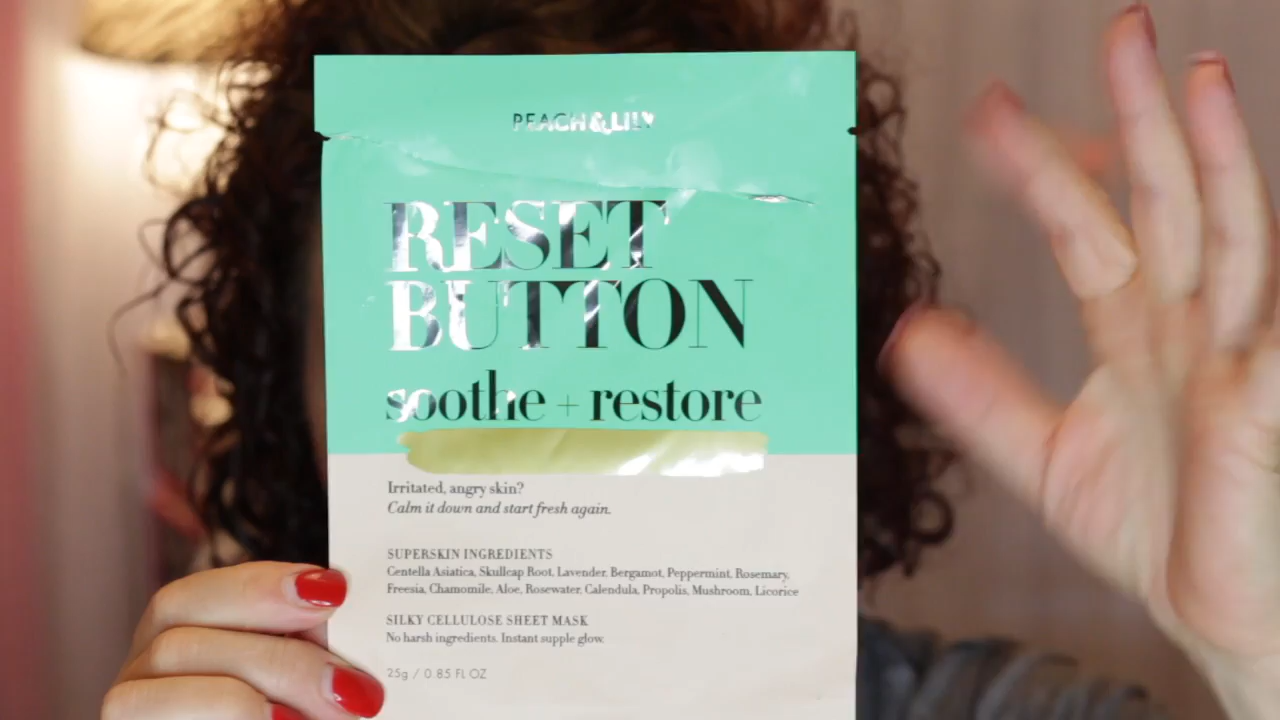 PEACH & LILY
RESET
BUTTON
soothe + restore
Irritated, angry skin?
Calm it down and start fresh again.
SUPERSKIN INGREDIENTS
Centella Asiatica, Skullcap Root, Lavender, Bergamot, Peppermint, Rosemary,
Freesia, Chamomile, Aloe, Rosewater, Calendula, Propolis, Mushroom, Licorice
SILKY CELLULOSE SHEET MASK
No harsh ingredients. Instant supple glow.
25g / 0.85 FL OZ